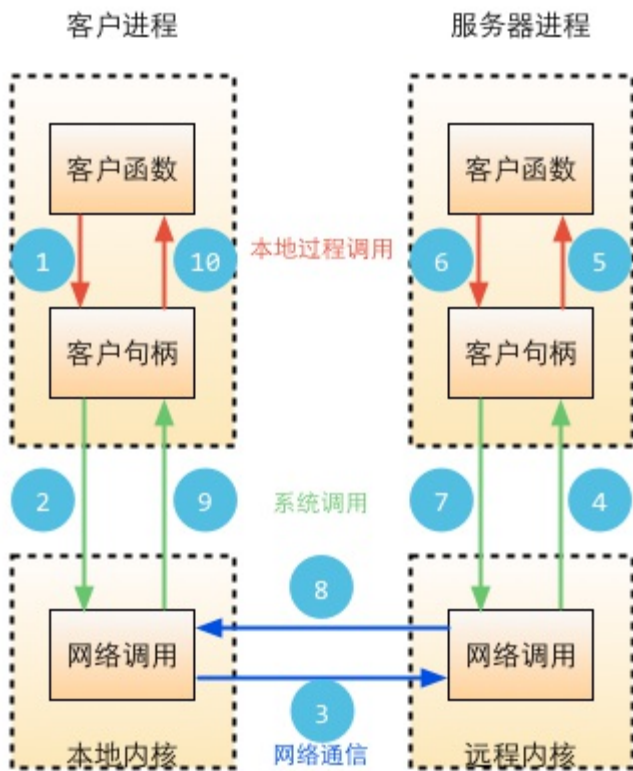 客户进程
服务器进程
客户函数
客户函数
1
10
本地过程调用
6
5
客户句柄
客户句柄
2
9
系统调用
7
4
8
网络调用
网络调用
3
本地内核
网络通信
远程内核